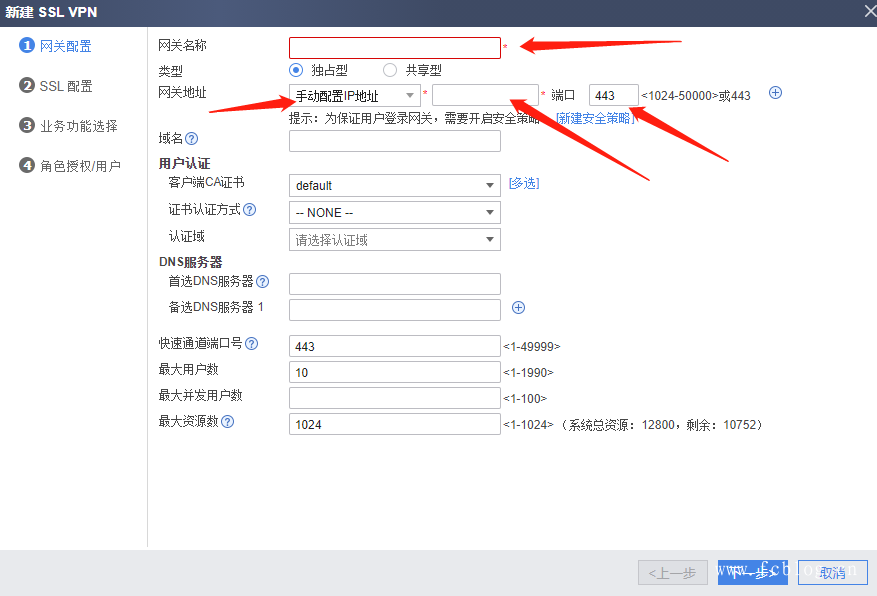 新建 SSL VPN
1 网关配置
2 SSL 配置
3 业务功能选择
4 角色授权/用户
网关名称 *
类型 独占型 共享型
网关地址 手动配置IP地址 * * 端口 443 <1024-50000>或443
提示：为保证用户登录网关，需要开启安全策略。[新建安全策略]
域名
用户认证
客户端CA证书 default [多选]
证书认证方式 -- NONE --
认证域 请选择认证域
DNS服务器
首选DNS服务器
备选DNS服务器 1
快速通道端口号 443 <1-49999>
最大用户数 10 <1-1990>
最大并发用户数 <1-100>
最大资源数 1024 <1-1024>（系统总资源：12800，剩余：10752）
<上一步 下一步> 取消